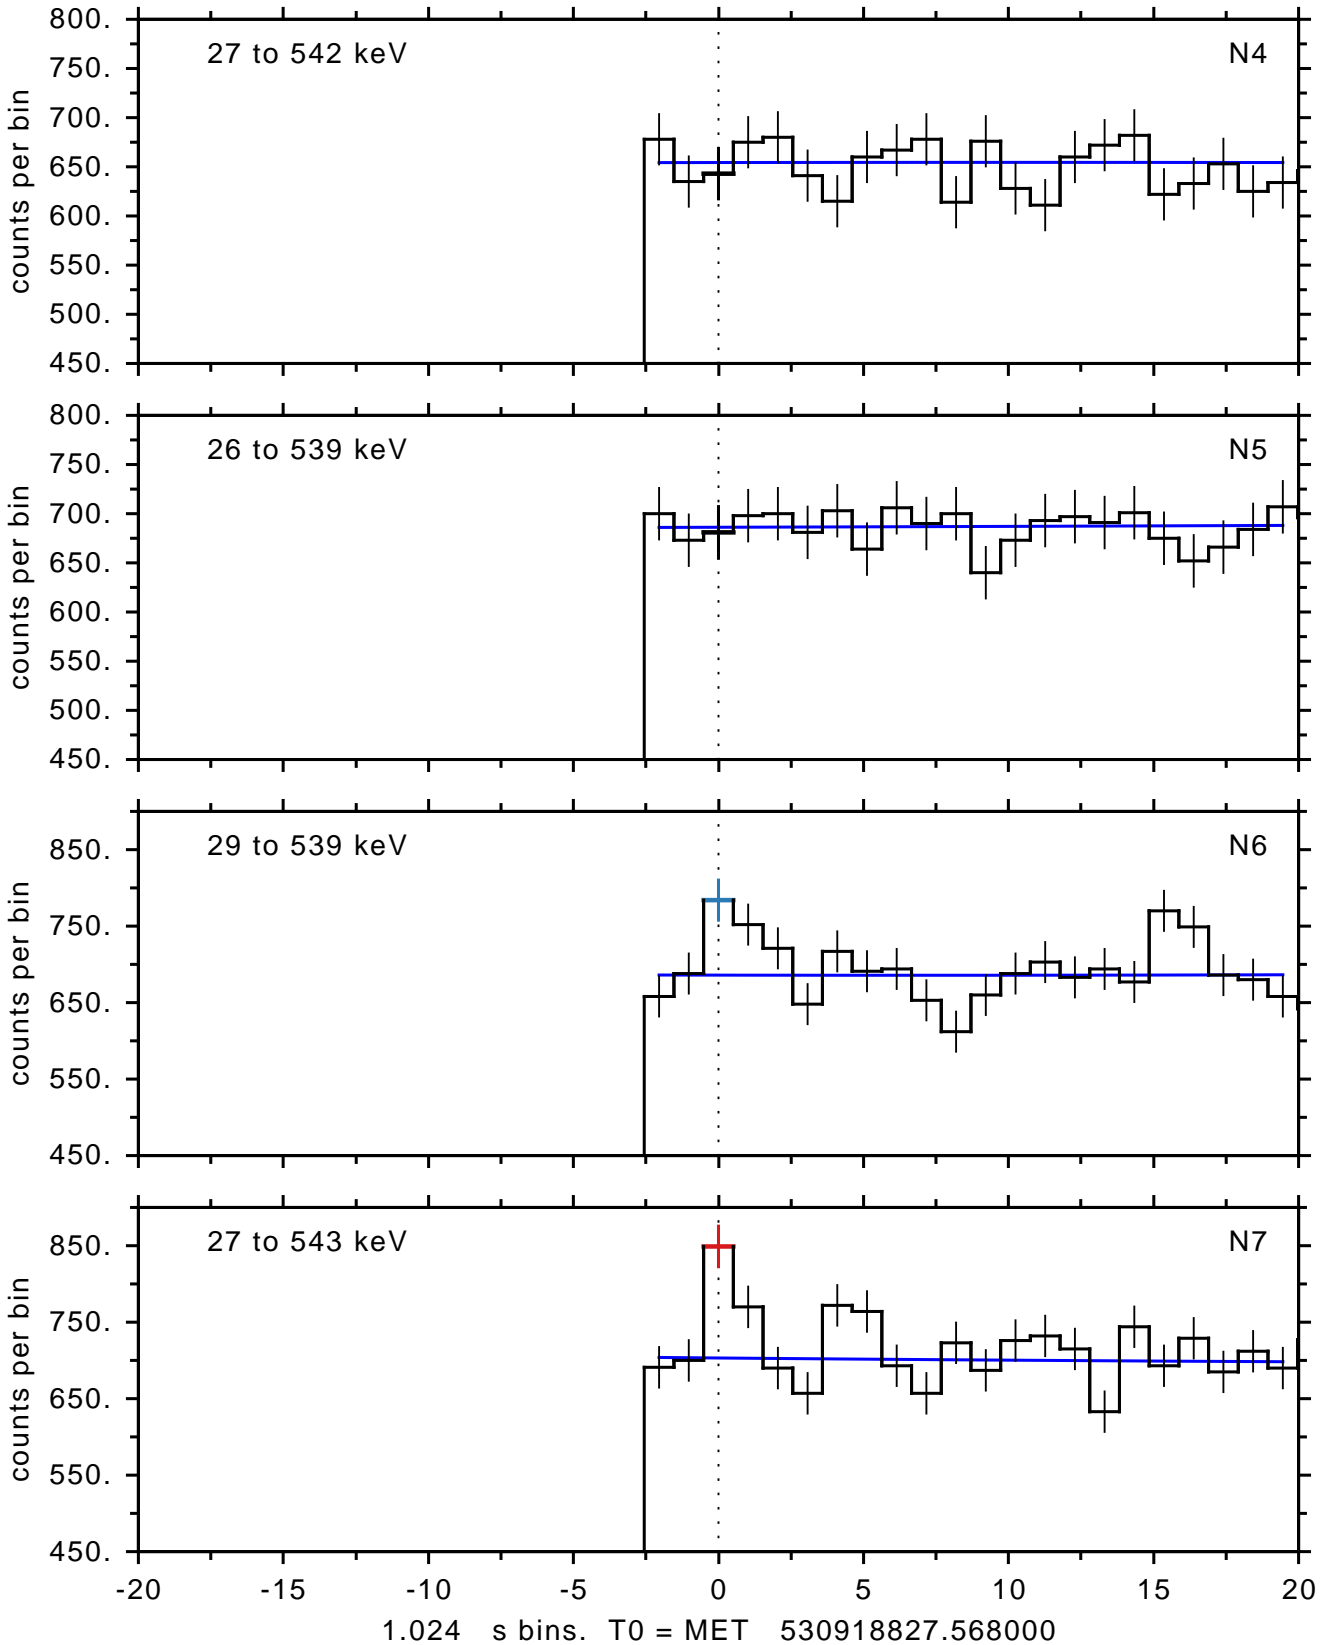 800.
27 to 542 keV N4
750.
700.
650.
600.
550.
500.
450.
counts per bin
800.
26 to 539 keV N5
750.
700.
650.
600.
550.
500.
450.
counts per bin
29 to 539 keV N6
850.
750.
650.
550.
450.
counts per bin
27 to 543 keV N7
850.
750.
650.
550.
450.
counts per bin
-20 -15 -10 -5 0 5 10 15 20
1.024 s bins. T0 = MET 530918827.568000